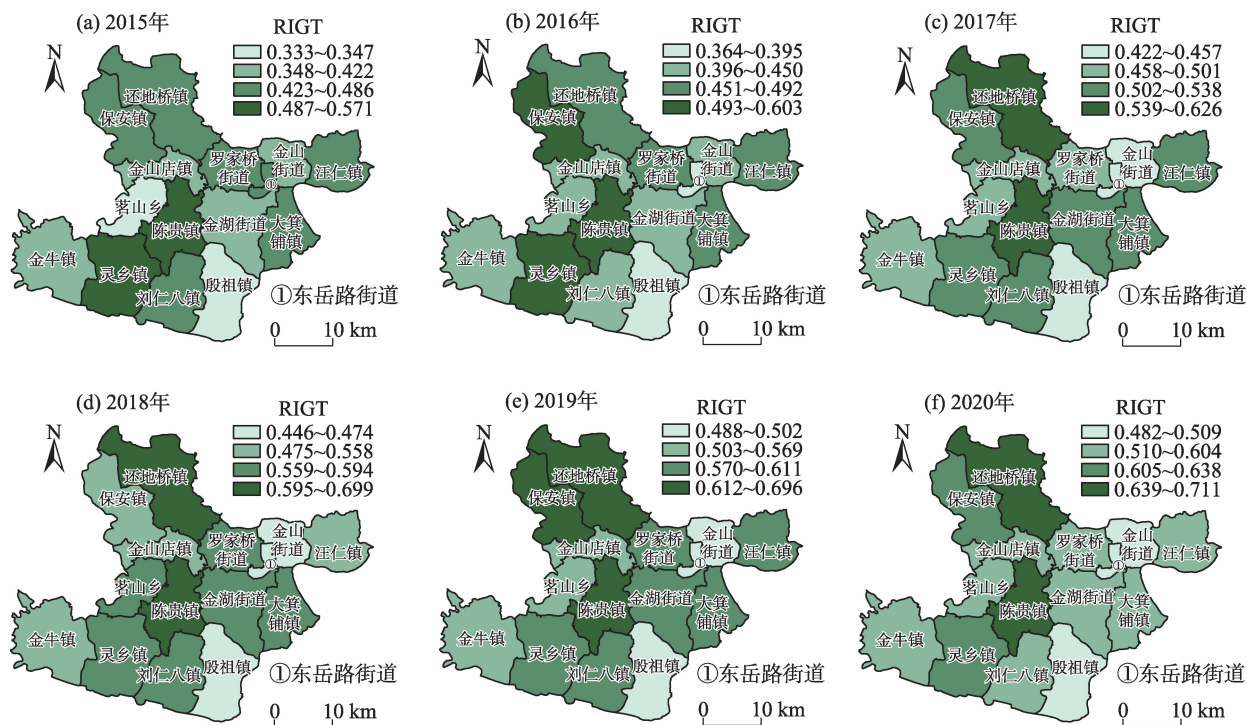 (a) 2015年
N
RIGT
0.333~0.347
0.348~0.422
0.423~0.486
0.487~0.571
还地桥镇
保安镇
金山店镇
罗家桥
街道
金山
街道
汪仁镇
①
茗山乡
陈贵镇
金湖街道
大箕
铺镇
金牛镇
灵乡镇
刘仁八镇
殷祖镇
①东岳路街道
0 10 km
(b) 2016年
N
RIGT
0.364~0.395
0.396~0.450
0.451~0.492
0.493~0.603
还地桥镇
保安镇
金山店镇
罗家桥
街道
金山
街道
汪仁镇
①
茗山乡
陈贵镇
金湖街道
大箕
铺镇
金牛镇
灵乡镇
刘仁八镇
殷祖镇
①东岳路街道
0 10 km
(c) 2017年
N
RIGT
0.422~0.457
0.458~0.501
0.502~0.538
0.539~0.626
还地桥镇
保安镇
金山店镇
罗家桥
街道
金山
街道
汪仁镇
①
茗山乡
陈贵镇
金湖街道
大箕
铺镇
金牛镇
灵乡镇
刘仁八镇
殷祖镇
①东岳路街道
0 10 km
(d) 2018年
N
RIGT
0.446~0.474
0.475~0.558
0.559~0.594
0.595~0.699
还地桥镇
保安镇
金山店镇
罗家桥
街道
金山
街道
汪仁镇
①
茗山乡
陈贵镇
金湖街道
大箕
铺镇
金牛镇
灵乡镇
刘仁八镇
殷祖镇
①东岳路街道
0 10 km
(e) 2019年
N
RIGT
0.488~0.502
0.503~0.569
0.570~0.611
0.612~0.696
还地桥镇
保安镇
金山店镇
罗家桥
街道
金山
街道
汪仁镇
①
茗山乡
陈贵镇
金湖街道
大箕
铺镇
金牛镇
灵乡镇
刘仁八镇
殷祖镇
①东岳路街道
0 10 km
(f) 2020年
N
RIGT
0.482~0.509
0.510~0.604
0.605~0.638
0.639~0.711
还地桥镇
保安镇
金山店镇
罗家桥
街道
金山
街道
汪仁镇
①
茗山乡
陈贵镇
金湖街道
大箕
铺镇
金牛镇
灵乡镇
刘仁八镇
殷祖镇
①东岳路街道
0 10 km